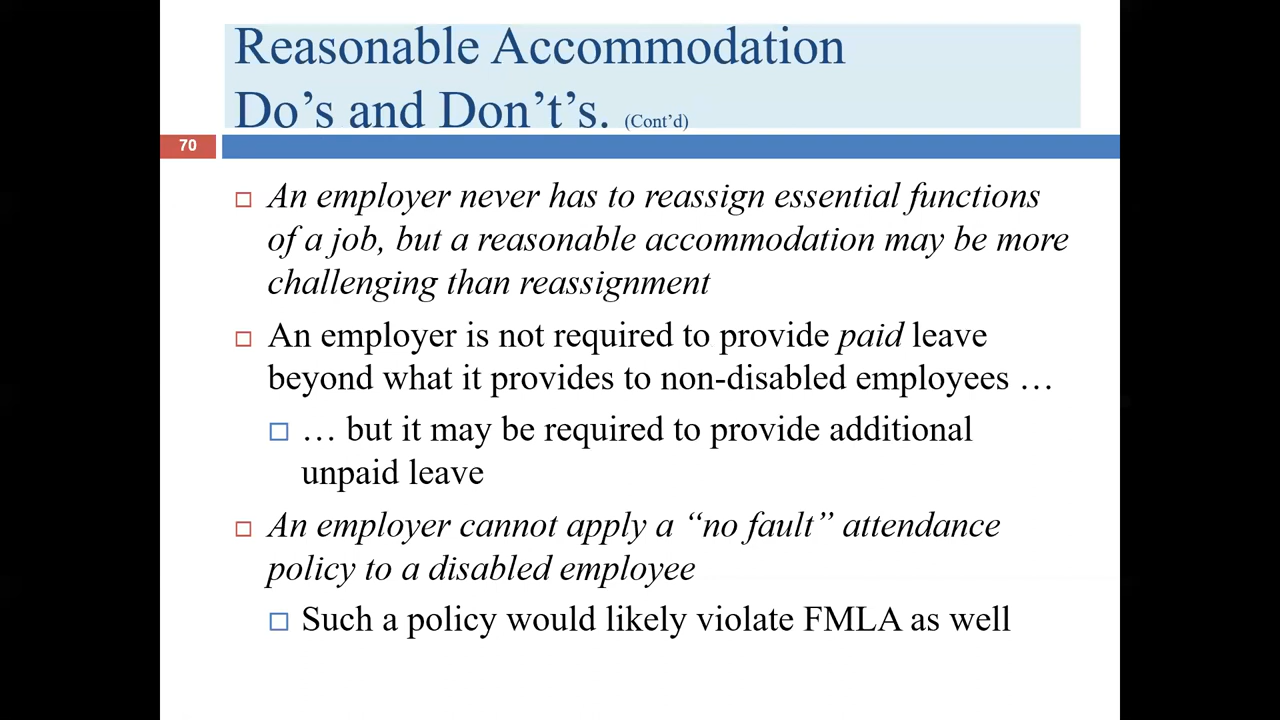 Reasonable Accommodation
Do’s and Don’t’s. (Cont’d)
70
An employer never has to reassign essential functions
of a job, but a reasonable accommodation may be more
challenging than reassignment
An employer is not required to provide paid leave
beyond what it provides to non-disabled employees …
… but it may be required to provide additional
unpaid leave
An employer cannot apply a “no fault” attendance
policy to a disabled employee
Such a policy would likely violate FMLA as well